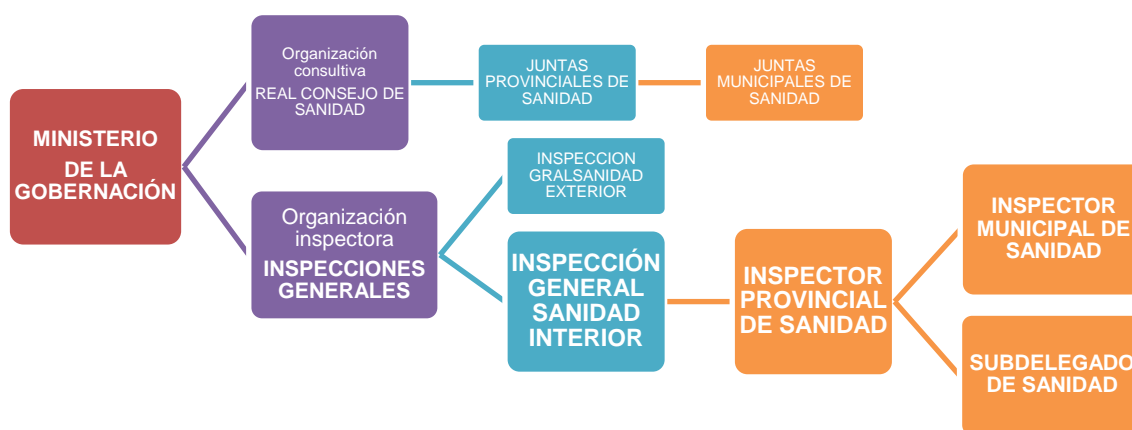 MINISTERIO
DE LA
GOBERNACIÓN
Organización
consultiva
REAL CONSEJO DE
SANIDAD
JUNTAS
PROVINCIALES DE
SANIDAD
JUNTAS
MUNICIPALES DE
SANIDAD
Organización
inspectora
INSPECCIONES
GENERALES
INSPECCION
GRALSANIDAD
EXTERIOR
INSPECCIÓN
GENERAL
SANIDAD
INTERIOR
INSPECTOR
PROVINCIAL
DE SANIDAD
INSPECTOR
MUNICIPAL DE
SANIDAD
SUBDELEGADO
DE SANIDAD